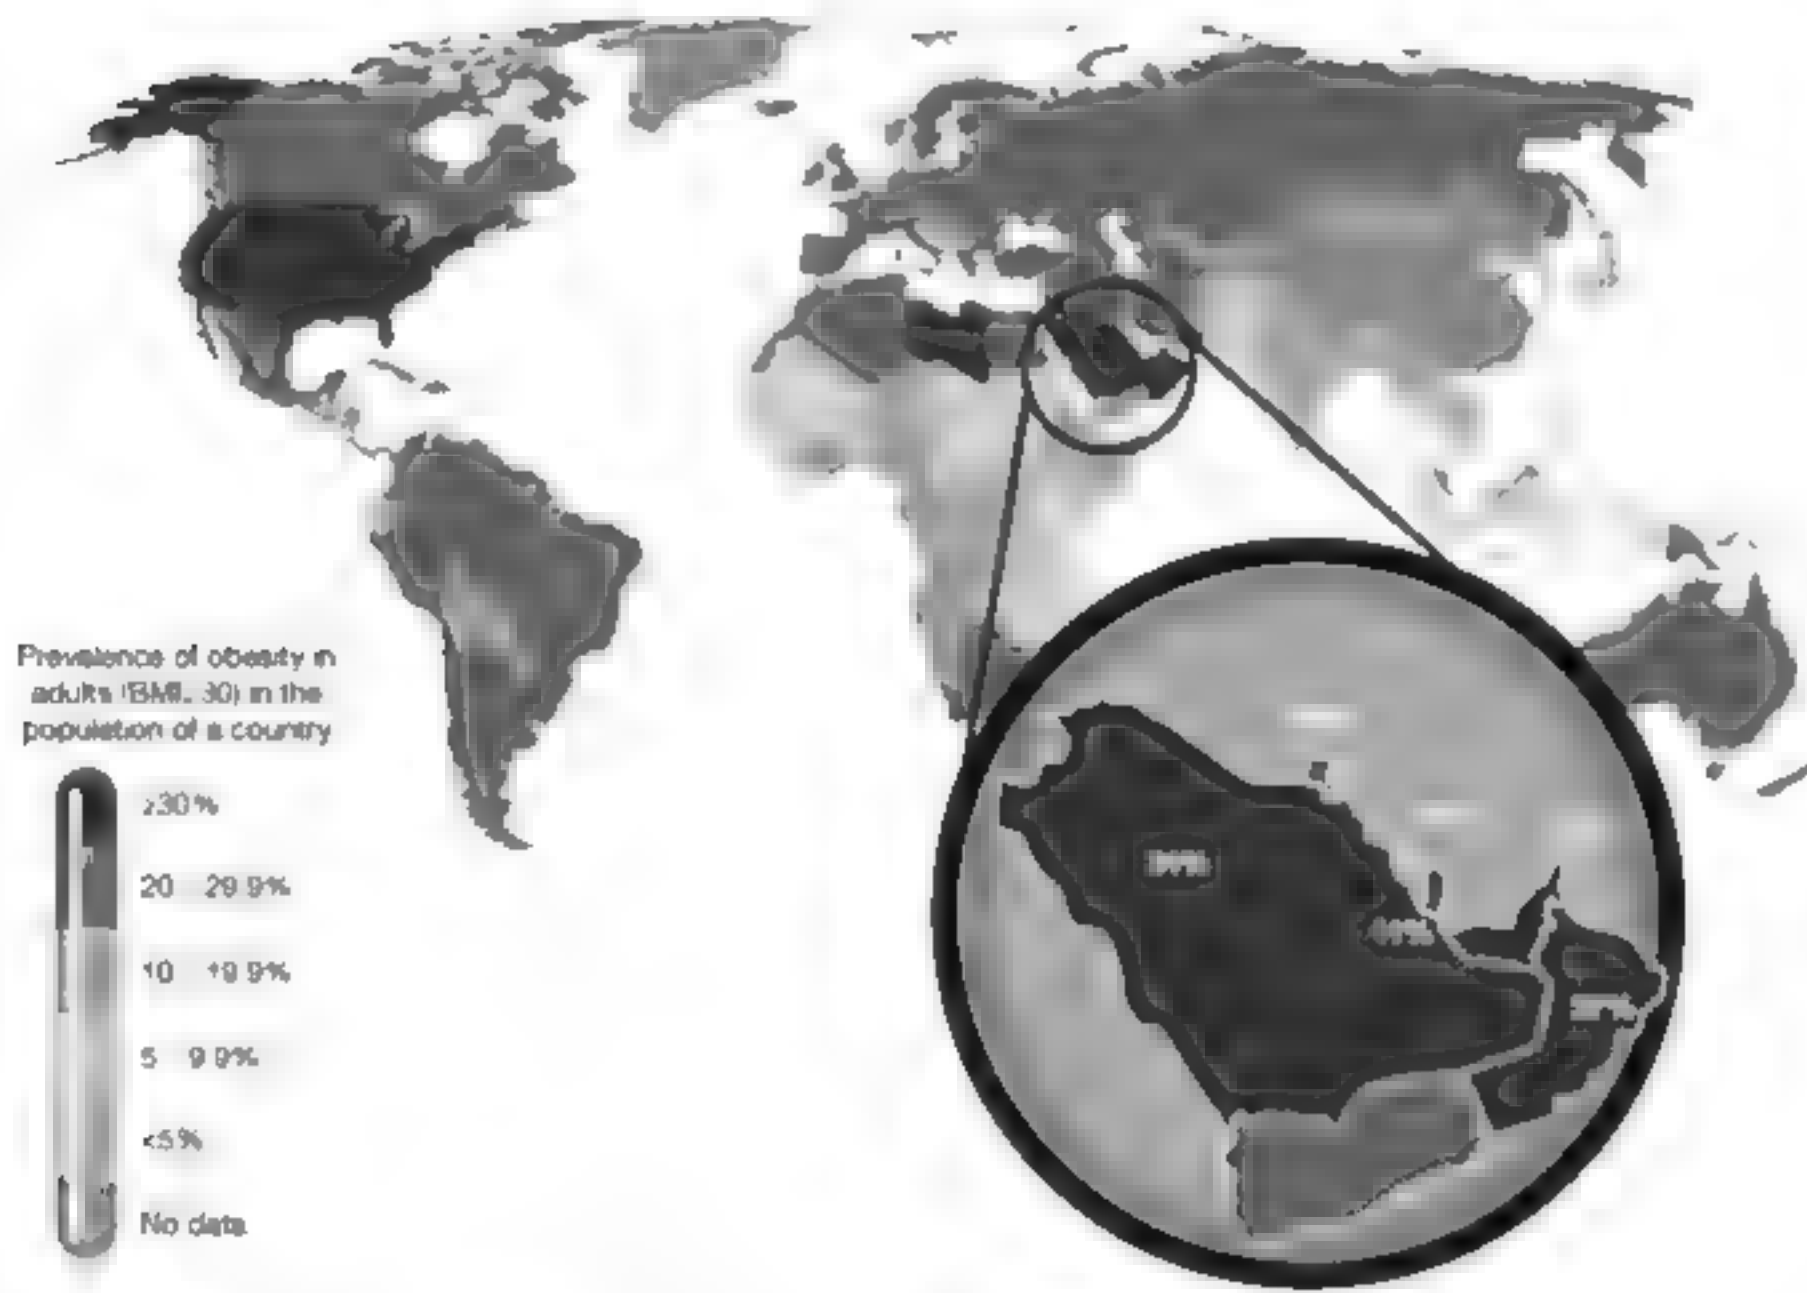 Prevalence of obesity in
adults (BMI 30) in the
population of a country
≥30%
20 29.9%
10 19.9%
5 9.9%
<5%
No data